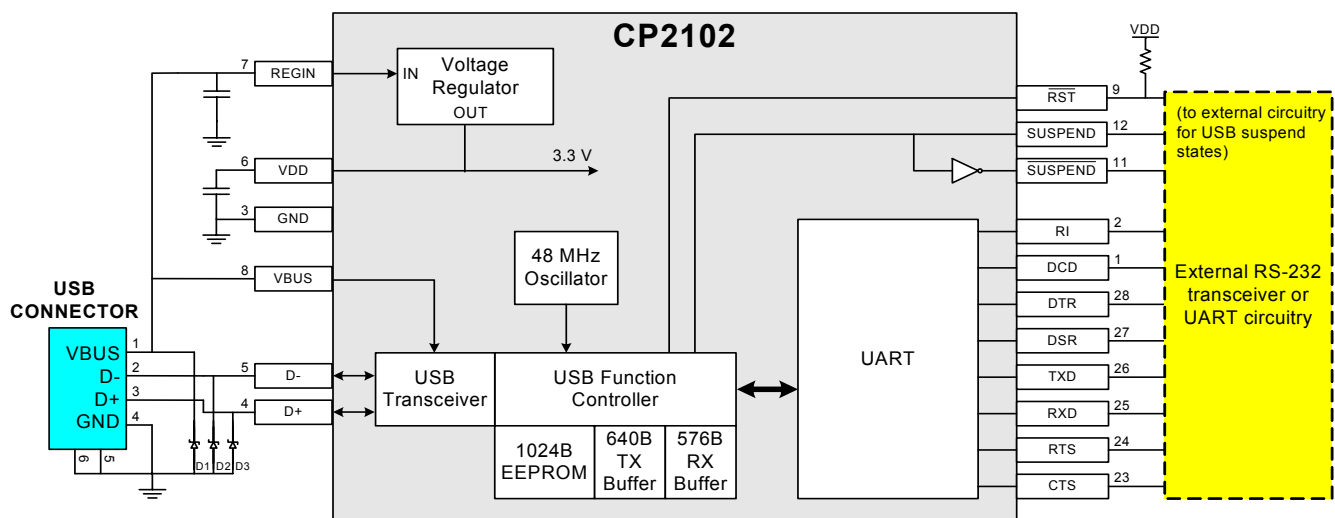 CP2102
7
REGIN
IN
Voltage
Regulator
OUT
6
VDD
3.3 V
3
GND
8
VBUS
48 MHz
Oscillator
USB
CONNECTOR
VBUS
D-
D+
GND
1
2
3
4
6
5
D1
D2
D3
5
D-
4
D+
USB
Transceiver
USB Function
Controller
1024B
EEPROM
640B
TX
Buffer
576B
RX
Buffer
UART
VDD
RST
9
SUSPEND
12
SUSPEND
11
RI
2
DCD
1
DTR
28
DSR
27
TXD
26
RXD
25
RTS
24
CTS
23
(to external circuitry
for USB suspend
states)
External RS-232
transceiver or
UART circuitry